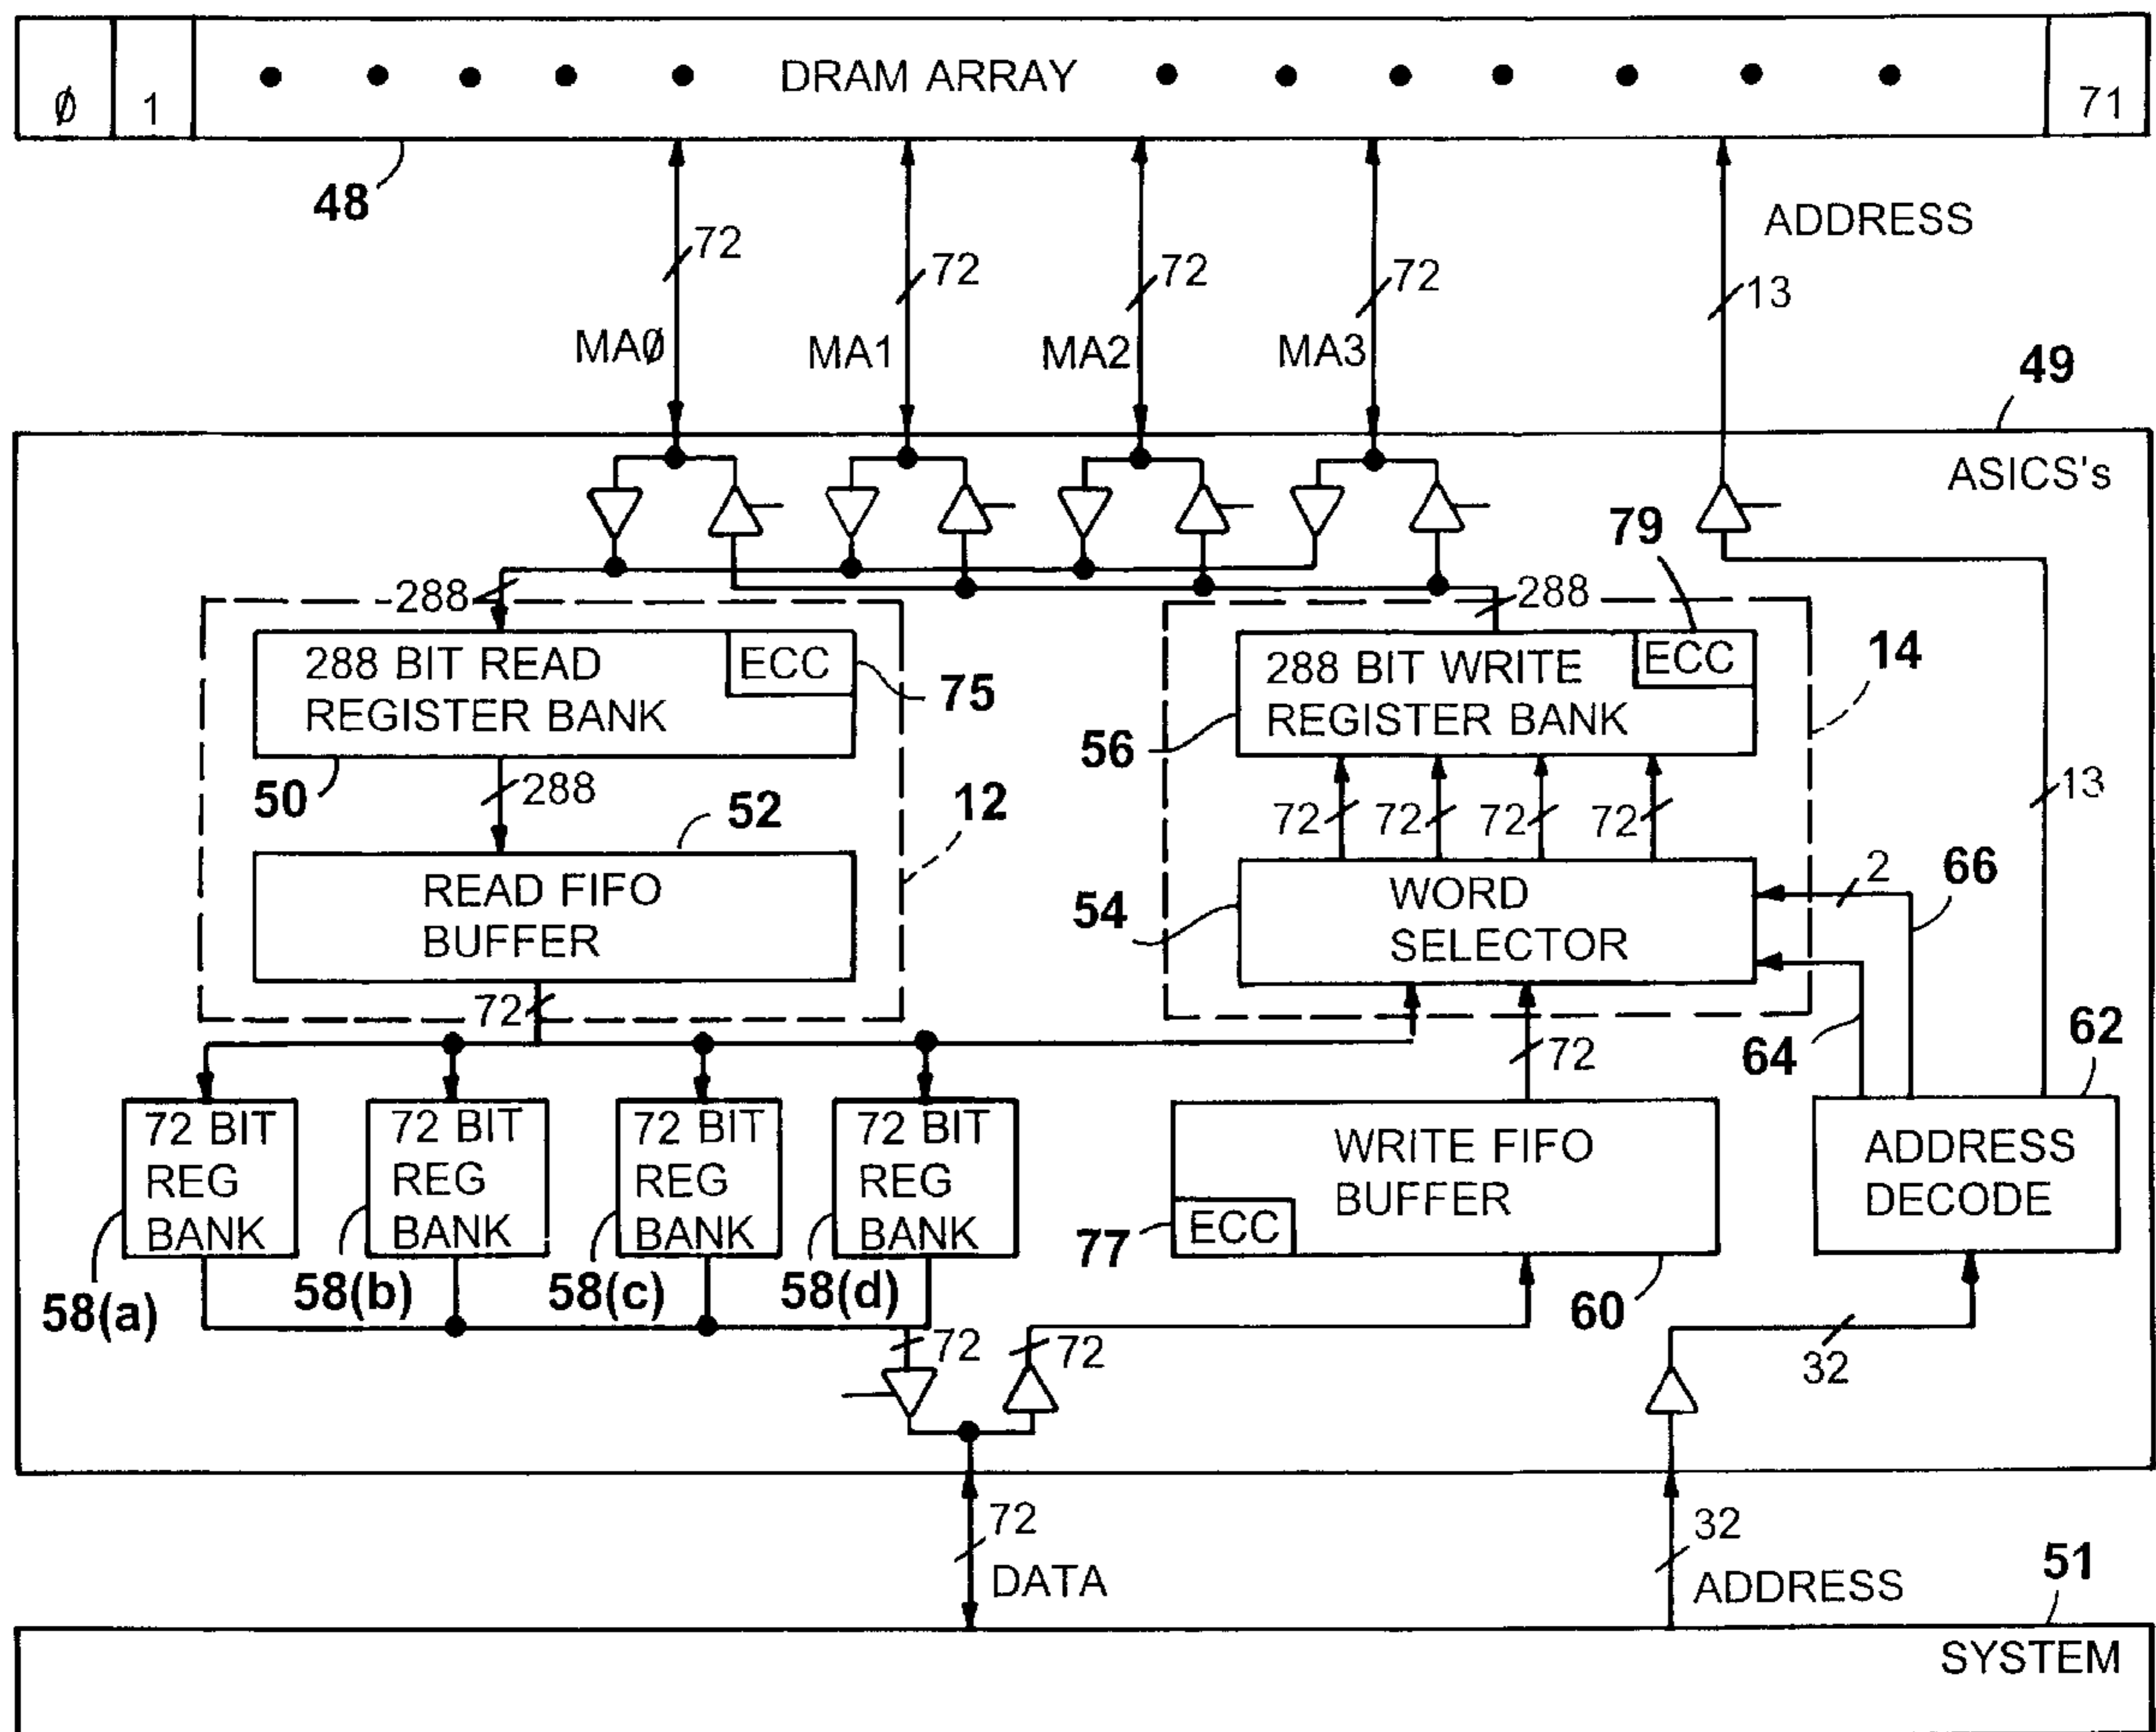 DRAM ARRAY
Ø 1 71
48
72 72 72 72
ADDRESS
13
MAØ MA1 MA2 MA3
49
ASICS's
79
288 288
288 BIT READ
REGISTER BANK
ECC
75
288 BIT WRITE
REGISTER BANK
ECC
14
56
50
288
52
12
72 72 72 72
13
READ FIFO
BUFFER
54
WORD
SELECTOR
2
66
72
64
62
72
72 BIT
REG
BANK
72 BIT
REG
BANK
72 BIT
REG
BANK
72 BIT
REG
BANK
WRITE FIFO
BUFFER
77
ECC
ADDRESS
DECODE
58(a)
58(b)
58(c)
58(d)
60
72
72
32
72
DATA
32
ADDRESS
51
SYSTEM